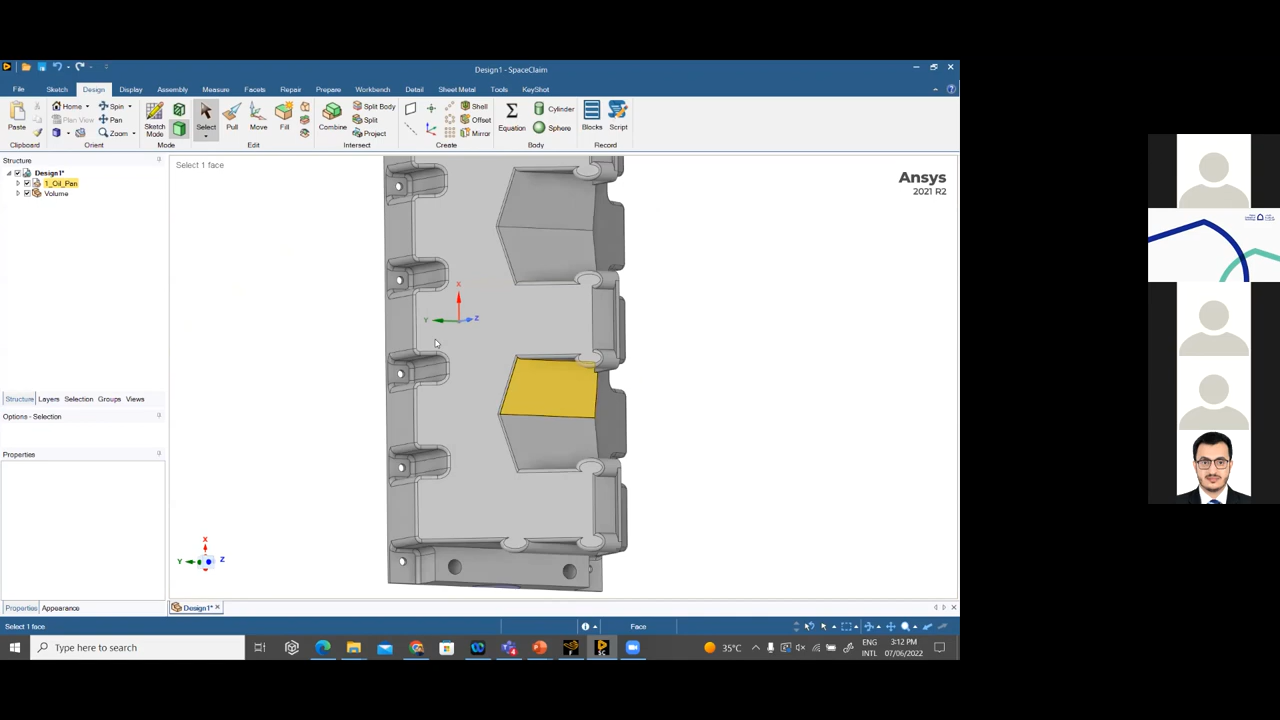 Design1 - SpaceClaim
File Sketch Design Display Assembly Measure Facets Repair Prepare Workbench Detail Sheet Metal Tools KeyShot
Paste
Clipboard
Home Spin
Plan View Pan
Zoom
Orient
Sketch Mode
Mode
Select Pull Move Fill
Edit
Combine
Split Body
Split
Project
Intersect
Shell
Offset
Mirror
Create
Equation
Cylinder
Sphere
Body
Blocks Script
Record
Structure
Design1*
1_Oil_Pan
Volume
Structure Layers Selection Groups Views
Options - Selection
Properties
Properties Appearance
Select 1 face
Ansys
2021 R2
X
Y
Z
X
Y
Z
Design1*
Select 1 face
Face
Type here to search
35°C
ENG
INTL
3:12 PM
07/06/2022